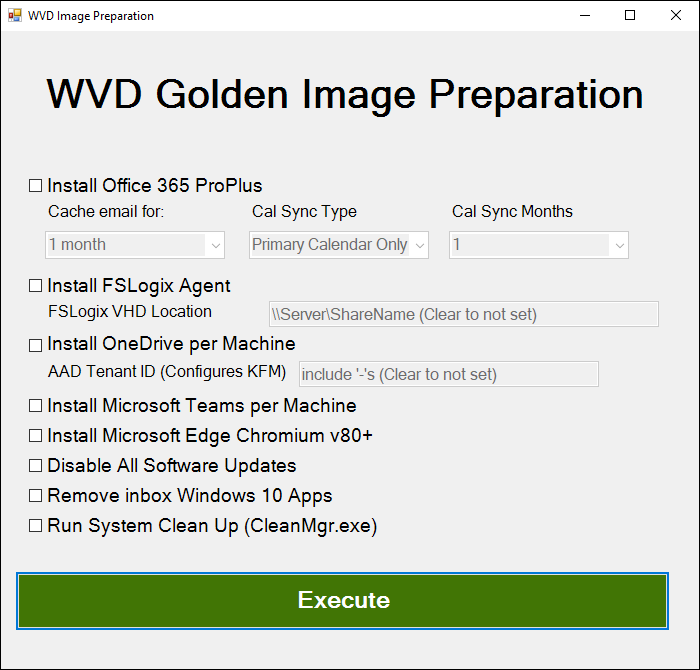 WVD Image Preparation
WVD Golden Image Preparation
Install Office 365 ProPlus
Cache email for: Cal Sync Type Cal Sync Months
1 month Primary Calendar Only 1
Install FSLogix Agent
FSLogix VHD Location \\Server\ShareName (Clear to not set)
Install OneDrive per Machine
AAD Tenant ID (Configures KFM) include '-'s (Clear to not set)
Install Microsoft Teams per Machine
Install Microsoft Edge Chromium v80+
Disable All Software Updates
Remove inbox Windows 10 Apps
Run System Clean Up (CleanMgr.exe)
Execute